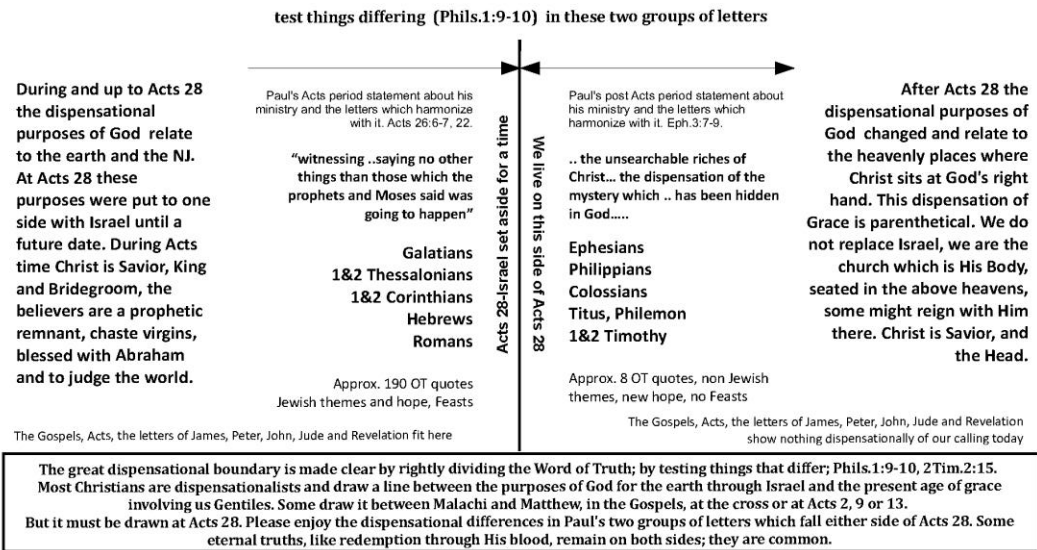 test things differing (Phils.1:9-10) in these two groups of letters
During and up to Acts 28
the dispensational
purposes of God relate
to the earth and the NJ.
At Acts 28 these
purposes were put to one
side with Israel until a
future date. During Acts
time Christ is Savior, King
and Bridegroom, the
believers are a prophetic
remnant, chaste virgins,
blessed with Abraham
and to judge the world.
Paul's Acts period statement about his
ministry and the letters which harmonize
with it. Acts 26:6-7, 22.
“witnessing ..saying no other
things than those which the
prophets and Moses said was
going to happen”
Galatians
1&2 Thessalonians
1&2 Corinthians
Hebrews
Romans
Approx. 190 OT quotes
Jewish themes and hope, Feasts
The Gospels, Acts, the letters of James, Peter, John, Jude and Revelation fit here
Acts 28-Israel set aside for a time
We live on this side of Acts 28
Paul's post Acts period statement about
his ministry and the letters which
harmonize with it. Eph.3:7-9.
.. the unsearchable riches of
Christ... the dispensation of the
mystery which .. has been hidden
in God.....
Ephesians
Philippians
Colossians
Titus, Philemon
1&2 Timothy
Approx. 8 OT quotes, non Jewish
themes, new hope, no Feasts
After Acts 28 the
dispensational purposes of
God changed and relate to
the heavenly places where
Christ sits at God's right
hand. This dispensation of
Grace is parenthetical. We do
not replace Israel, we are the
church which is His Body,
seated in the above heavens,
some might reign with Him
there. Christ is Savior, and
the Head.
The Gospels, Acts, the letters of James, Peter, John, Jude and Revelation
show nothing dispensationally of our calling today
The great dispensational boundary is made clear by rightly dividing the Word of Truth; by testing things that differ; Phils.1:9-10, 2Tim.2:15.
Most Christians are dispensationalists and draw a line between the purposes of God for the earth through Israel and the present age of grace
involving us Gentiles. Some draw it between Malachi and Matthew, in the Gospels, at the cross or at Acts 2, 9 or 13.
But it must be drawn at Acts 28. Please enjoy the dispensational differences in Paul's two groups of letters which fall either side of Acts 28. Some
eternal truths, like redemption through His blood, remain on both sides; they are common.